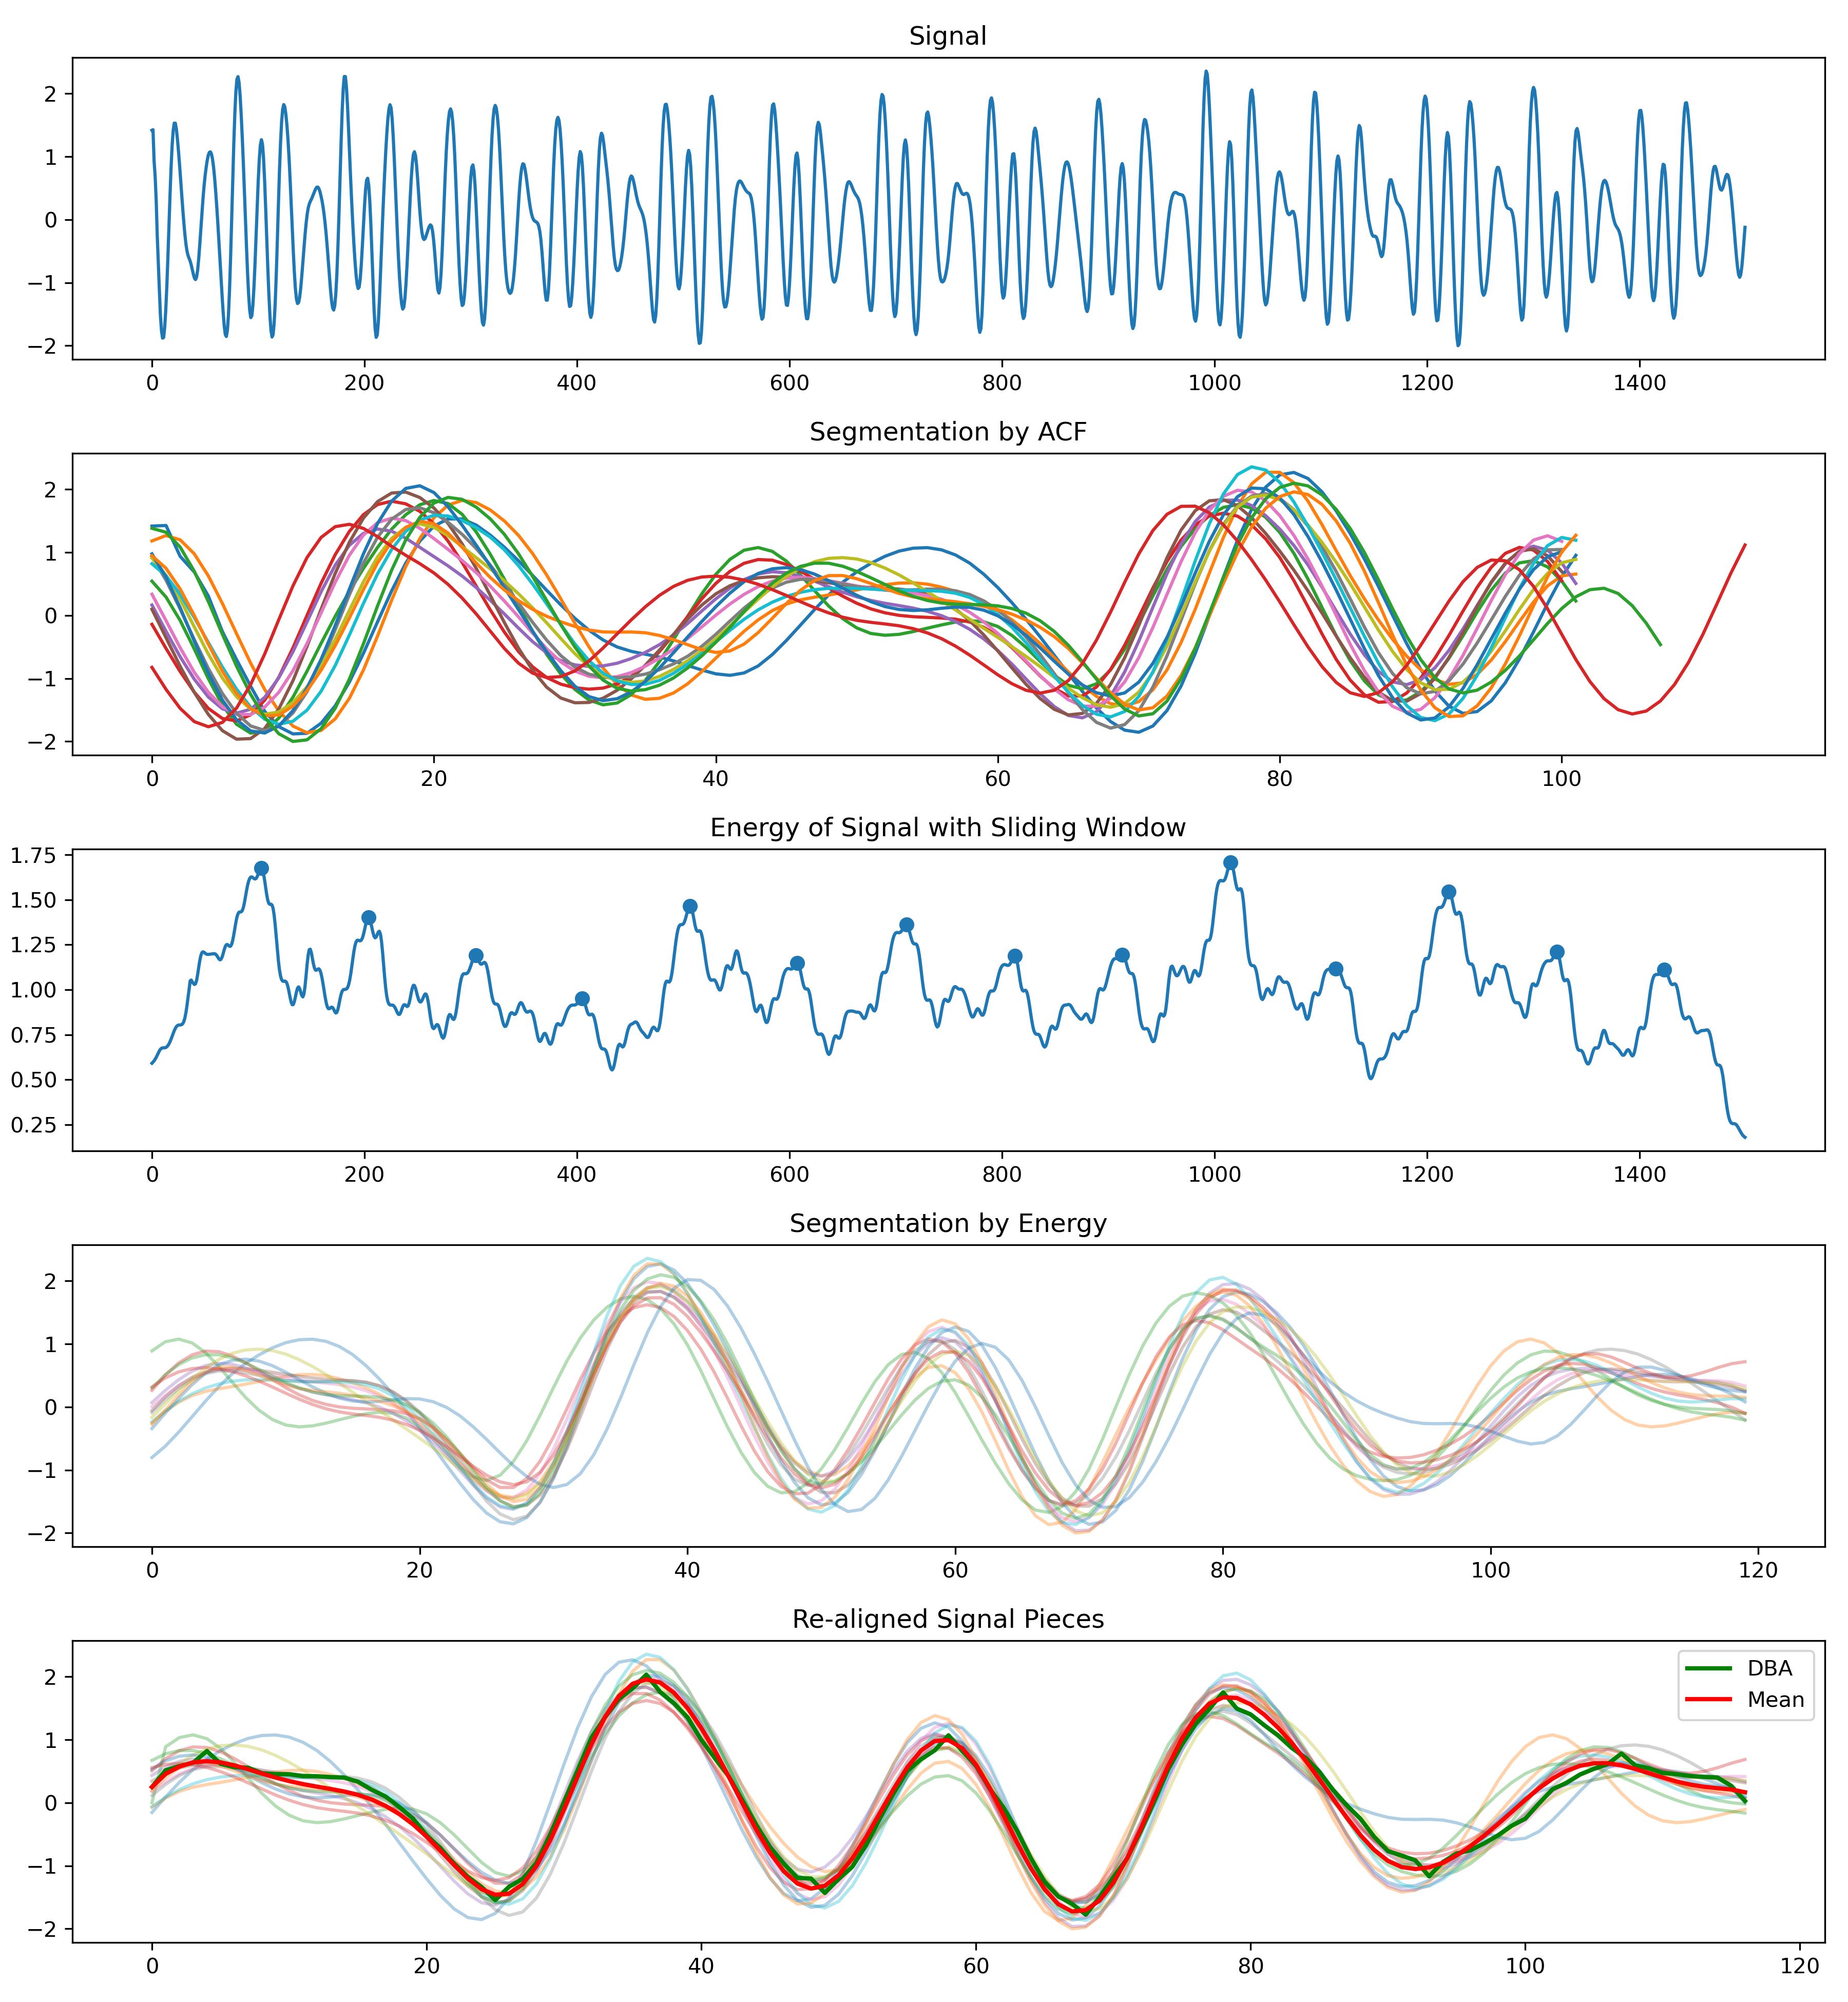 Signal
2
1
0
−1
−2
0 200 400 600 800 1000 1200 1400
Segmentation by ACF
2
1
0
−1
−2
0 20 40 60 80 100
Energy of Signal with Sliding Window
1.75
1.50
1.25
1.00
0.75
0.50
0.25
0 200 400 600 800 1000 1200 1400
Segmentation by Energy
2
1
0
−1
−2
0 20 40 60 80 100 120
Re-aligned Signal Pieces
DBA
Mean
2
1
0
−1
−2
0 20 40 60 80 100 120